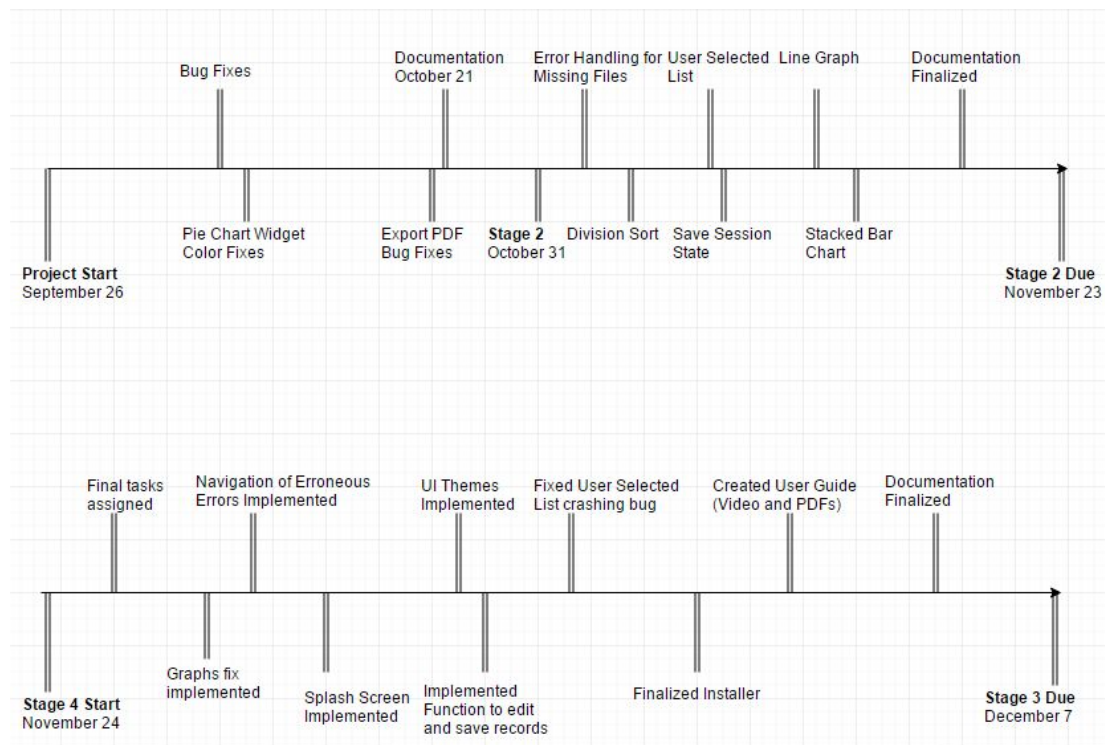 Bug Fixes
Documentation
October 21
Error Handling for
Missing Files
User Selected
List
Line Graph
Documentation
Finalized
Project Start
September 26
Pie Chart Widget
Color Fixes
Export PDF
Bug Fixes
Stage 2
October 31
Division Sort
Save Session
State
Stacked Bar
Chart
Stage 2 Due
November 23
Final tasks
assigned
Navigation of Erroneous
Errors Implemented
UI Themes
Implemented
Fixed User Selected
List crashing bug
Created User Guide
(Video and PDFs)
Documentation
Finalized
Stage 4 Start
November 24
Graphs fix
implemented
Splash Screen
Implemented
Implemented
Function to edit
and save records
Finalized Installer
Stage 3 Due
December 7